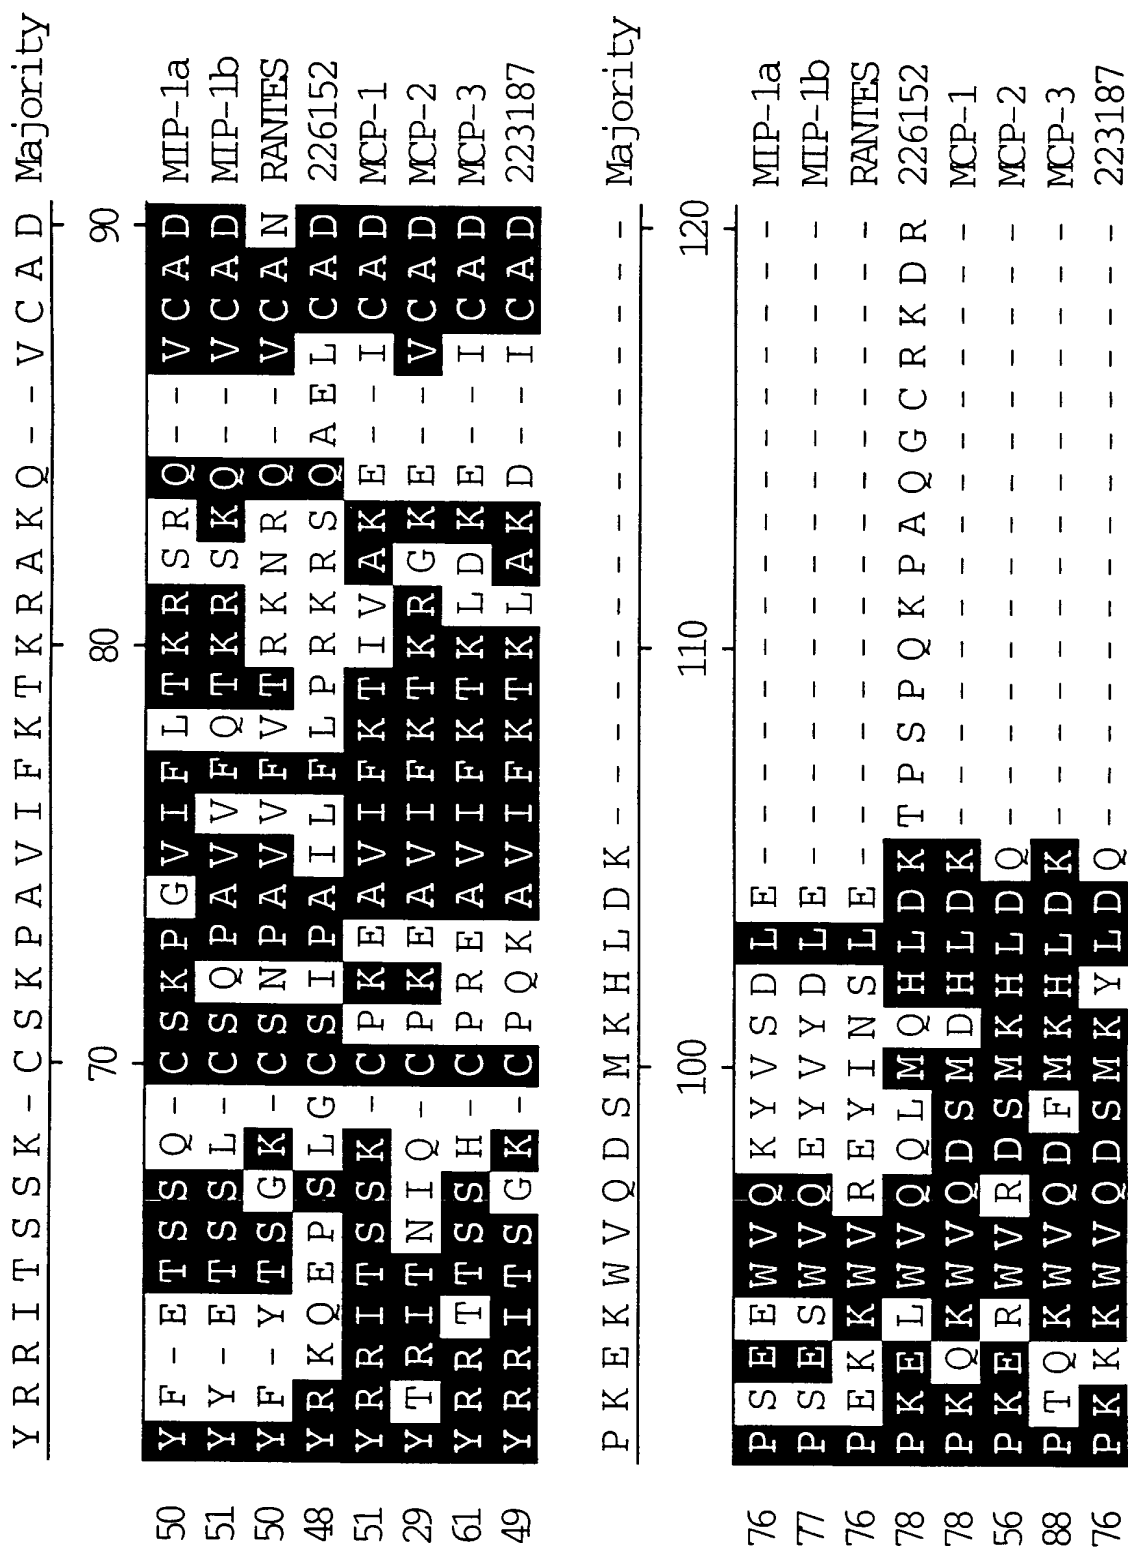 Y R R I T S S K - C S K P A V I F K T K R A K Q - - V C A D Majority
70 80 90
50 Y F - E T S S Q - C S K P G V I F L T K R S R Q - - V C A D MIP-1a
51 Y Y - E T S S L - C S Q P A V V F Q T K R S K Q - - V C A D MIP-1b
50 Y F - Y T S G K - C S N P A V V F V T R K N R Q - - V C A N RANTES
48 Y R K Q E P S L G C S I P A I L F L P R K R S Q A E L C A D 226152
51 Y R R I T S S K - C P K E A V I F K T I V A K E - - I C A D MCP-1
29 Y T R I T N I Q - C P K E A V I F K T K R G K E - - V C A D MCP-2
61 Y R R T T S S H - C P R E A V I F K T K L D K E - - I C A D MCP-3
49 Y R R I T S G K - C P Q K A V I F K T K L A K D - - I C A D 223187
P K E K W V Q D S M K H L D K - - - - - - - - - - - - - - - Majority
100 110 120
76 P S E E W V Q K Y V S D L E - - - - - - - - - - - - - - - - MIP-1a
77 P S E S W V Q E Y V Y D L E - - - - - - - - - - - - - - - - MIP-1b
76 P E K K W V R E Y I N S L E - - - - - - - - - - - - - - - - RANTES
78 P K E L W V Q Q L M Q H L D K T P S P Q K P A Q G C R K D R 226152
78 P K Q K W V Q D S M D H L D K - - - - - - - - - - - - - - - MCP-1
56 P K E R W V R D S M K H L D Q - - - - - - - - - - - - - - - MCP-2
88 P T Q K W V Q D F M K H L D K - - - - - - - - - - - - - - - MCP-3
76 P K K K W V Q D S M K Y L D Q - - - - - - - - - - - - - - - 223187